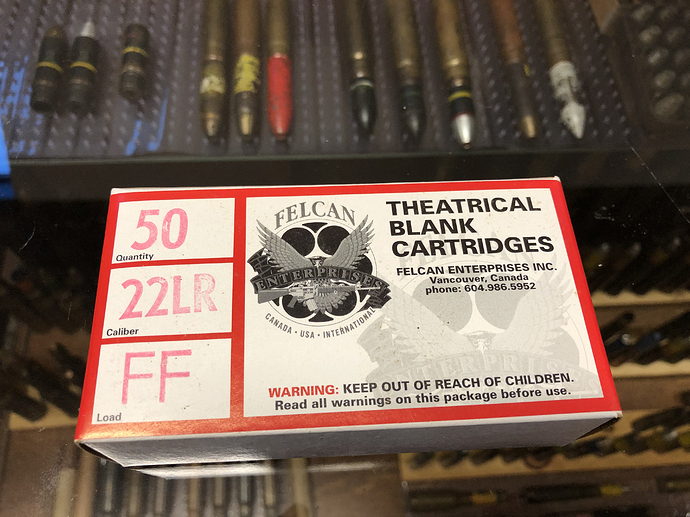 50
Quantity
22LR
Caliber
FF
Load
FELCAN
ENTERPRISES
CANADA • USA • INTERNATIONAL
THEATRICAL
BLANK
CARTRIDGES
FELCAN ENTERPRISES INC.
Vancouver, Canada
phone: 604.986.5952
WARNING: KEEP OUT OF REACH OF CHILDREN.
Read all warnings on this package before use.